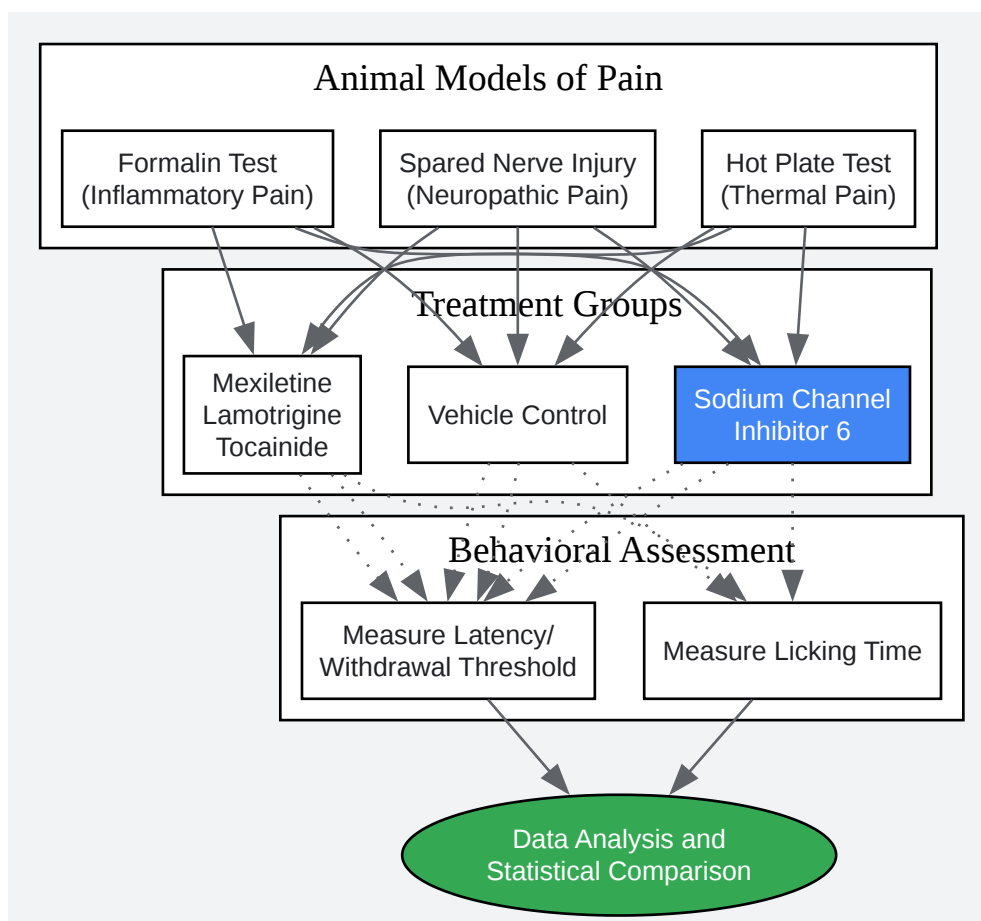 Animal Models of Pain
Formalin Test
(Inflammatory Pain)
Spared Nerve Injury
(Neuropathic Pain)
Hot Plate Test
(Thermal Pain)
Treatment Groups
Mexiletine
Lamotrigine
Tocainide
Vehicle Control
Sodium Channel
Inhibitor 6
Behavioral Assessment
Measure Latency/
Withdrawal Threshold
Measure Licking Time
Data Analysis and
Statistical Comparison